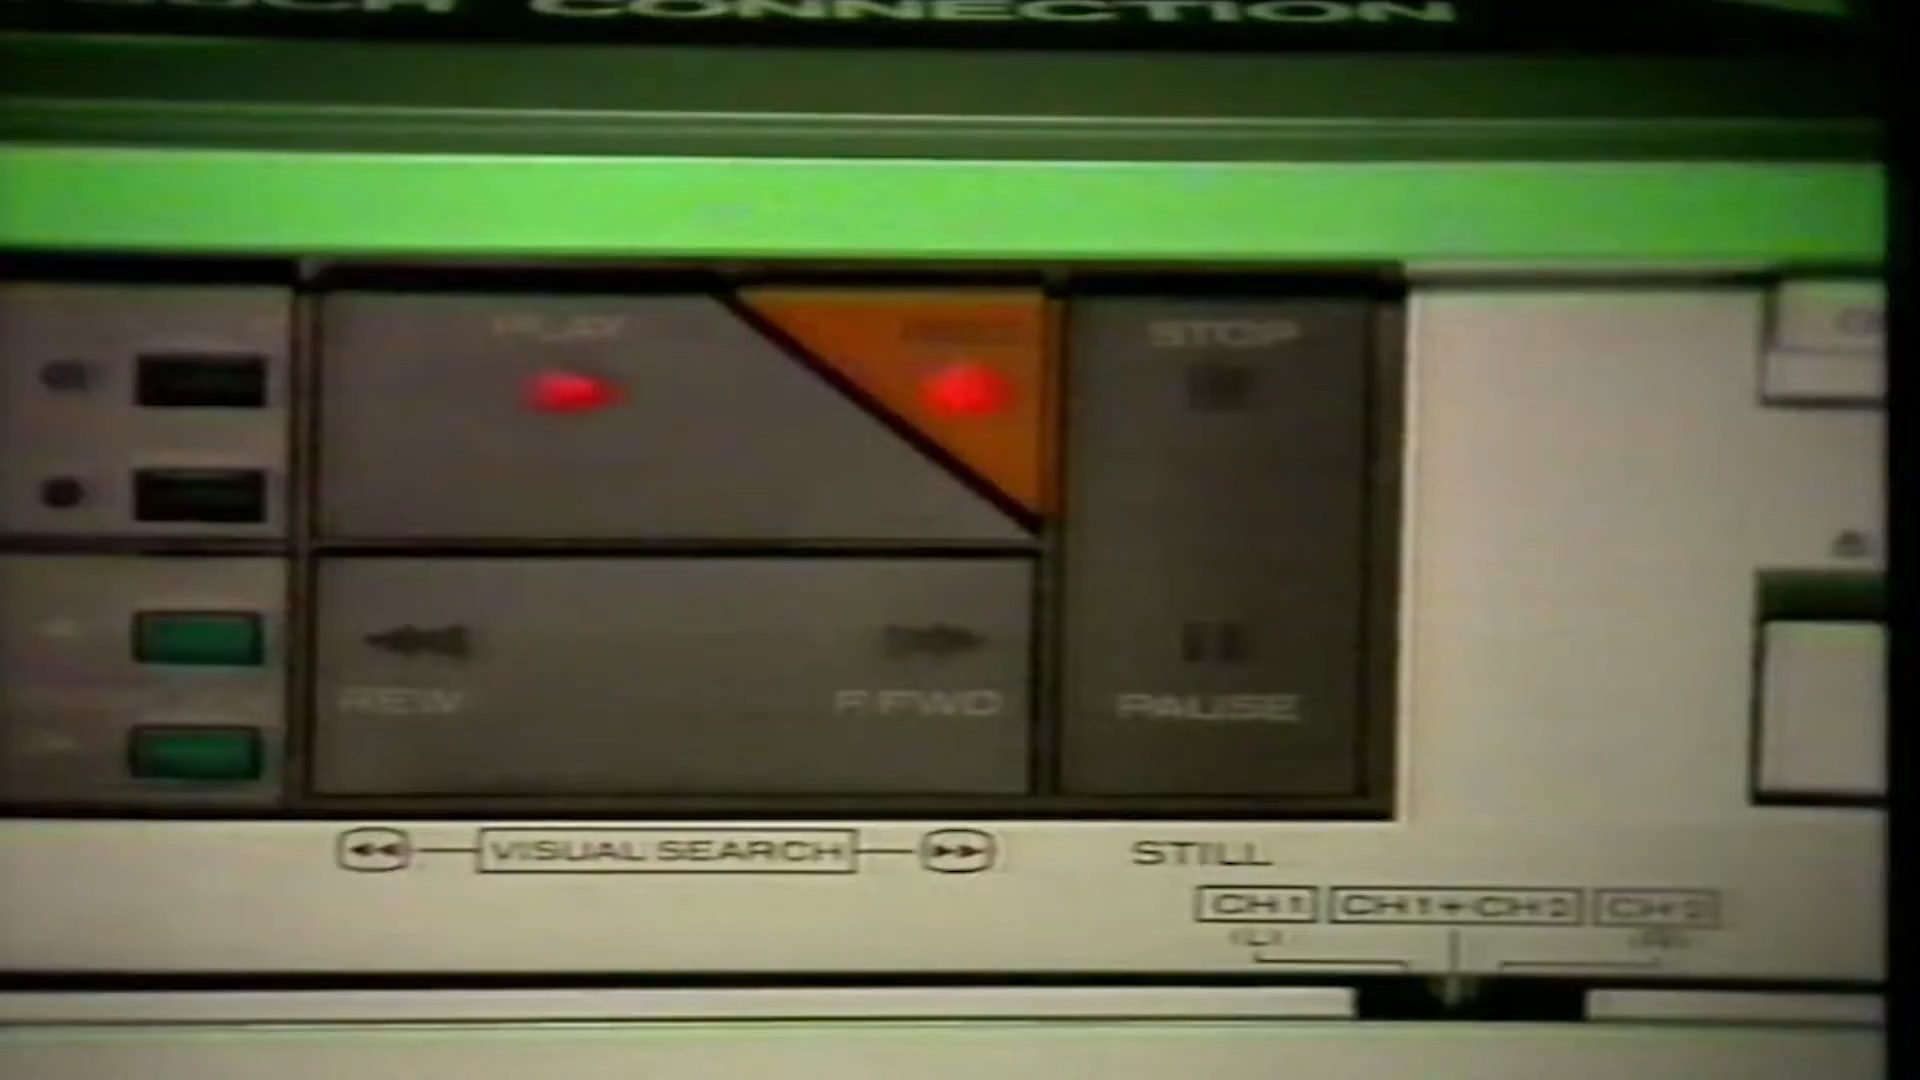 CONNECTION
PLAY
STOP
REW
F.FWD
PAUSE
VISUAL SEARCH
STILL
CH1 CH1+CH2 CH2
(L)